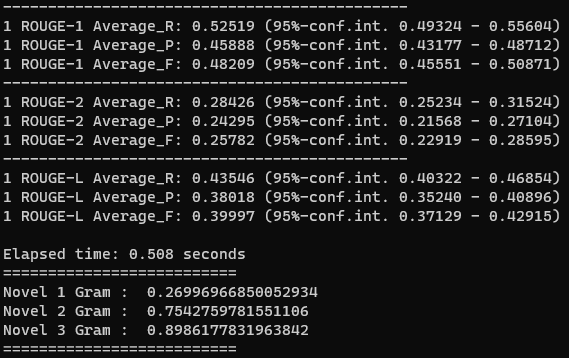 ---------------------------------------------
1 ROUGE-1 Average_R: 0.52519 (95%-conf.int. 0.49324 - 0.55604)
1 ROUGE-1 Average_P: 0.45888 (95%-conf.int. 0.43177 - 0.48712)
1 ROUGE-1 Average_F: 0.48209 (95%-conf.int. 0.45551 - 0.50871)
---------------------------------------------
1 ROUGE-2 Average_R: 0.28426 (95%-conf.int. 0.25234 - 0.31524)
1 ROUGE-2 Average_P: 0.24295 (95%-conf.int. 0.21568 - 0.27104)
1 ROUGE-2 Average_F: 0.25782 (95%-conf.int. 0.22919 - 0.28595)
---------------------------------------------
1 ROUGE-L Average_R: 0.43546 (95%-conf.int. 0.40322 - 0.46854)
1 ROUGE-L Average_P: 0.38018 (95%-conf.int. 0.35240 - 0.40896)
1 ROUGE-L Average_F: 0.39997 (95%-conf.int. 0.37129 - 0.42915)

Elapsed time: 0.508 seconds
==========================
Novel 1 Gram :  0.26996966850052934
Novel 2 Gram :  0.7542759781551106
Novel 3 Gram :  0.8986177831963842
==========================